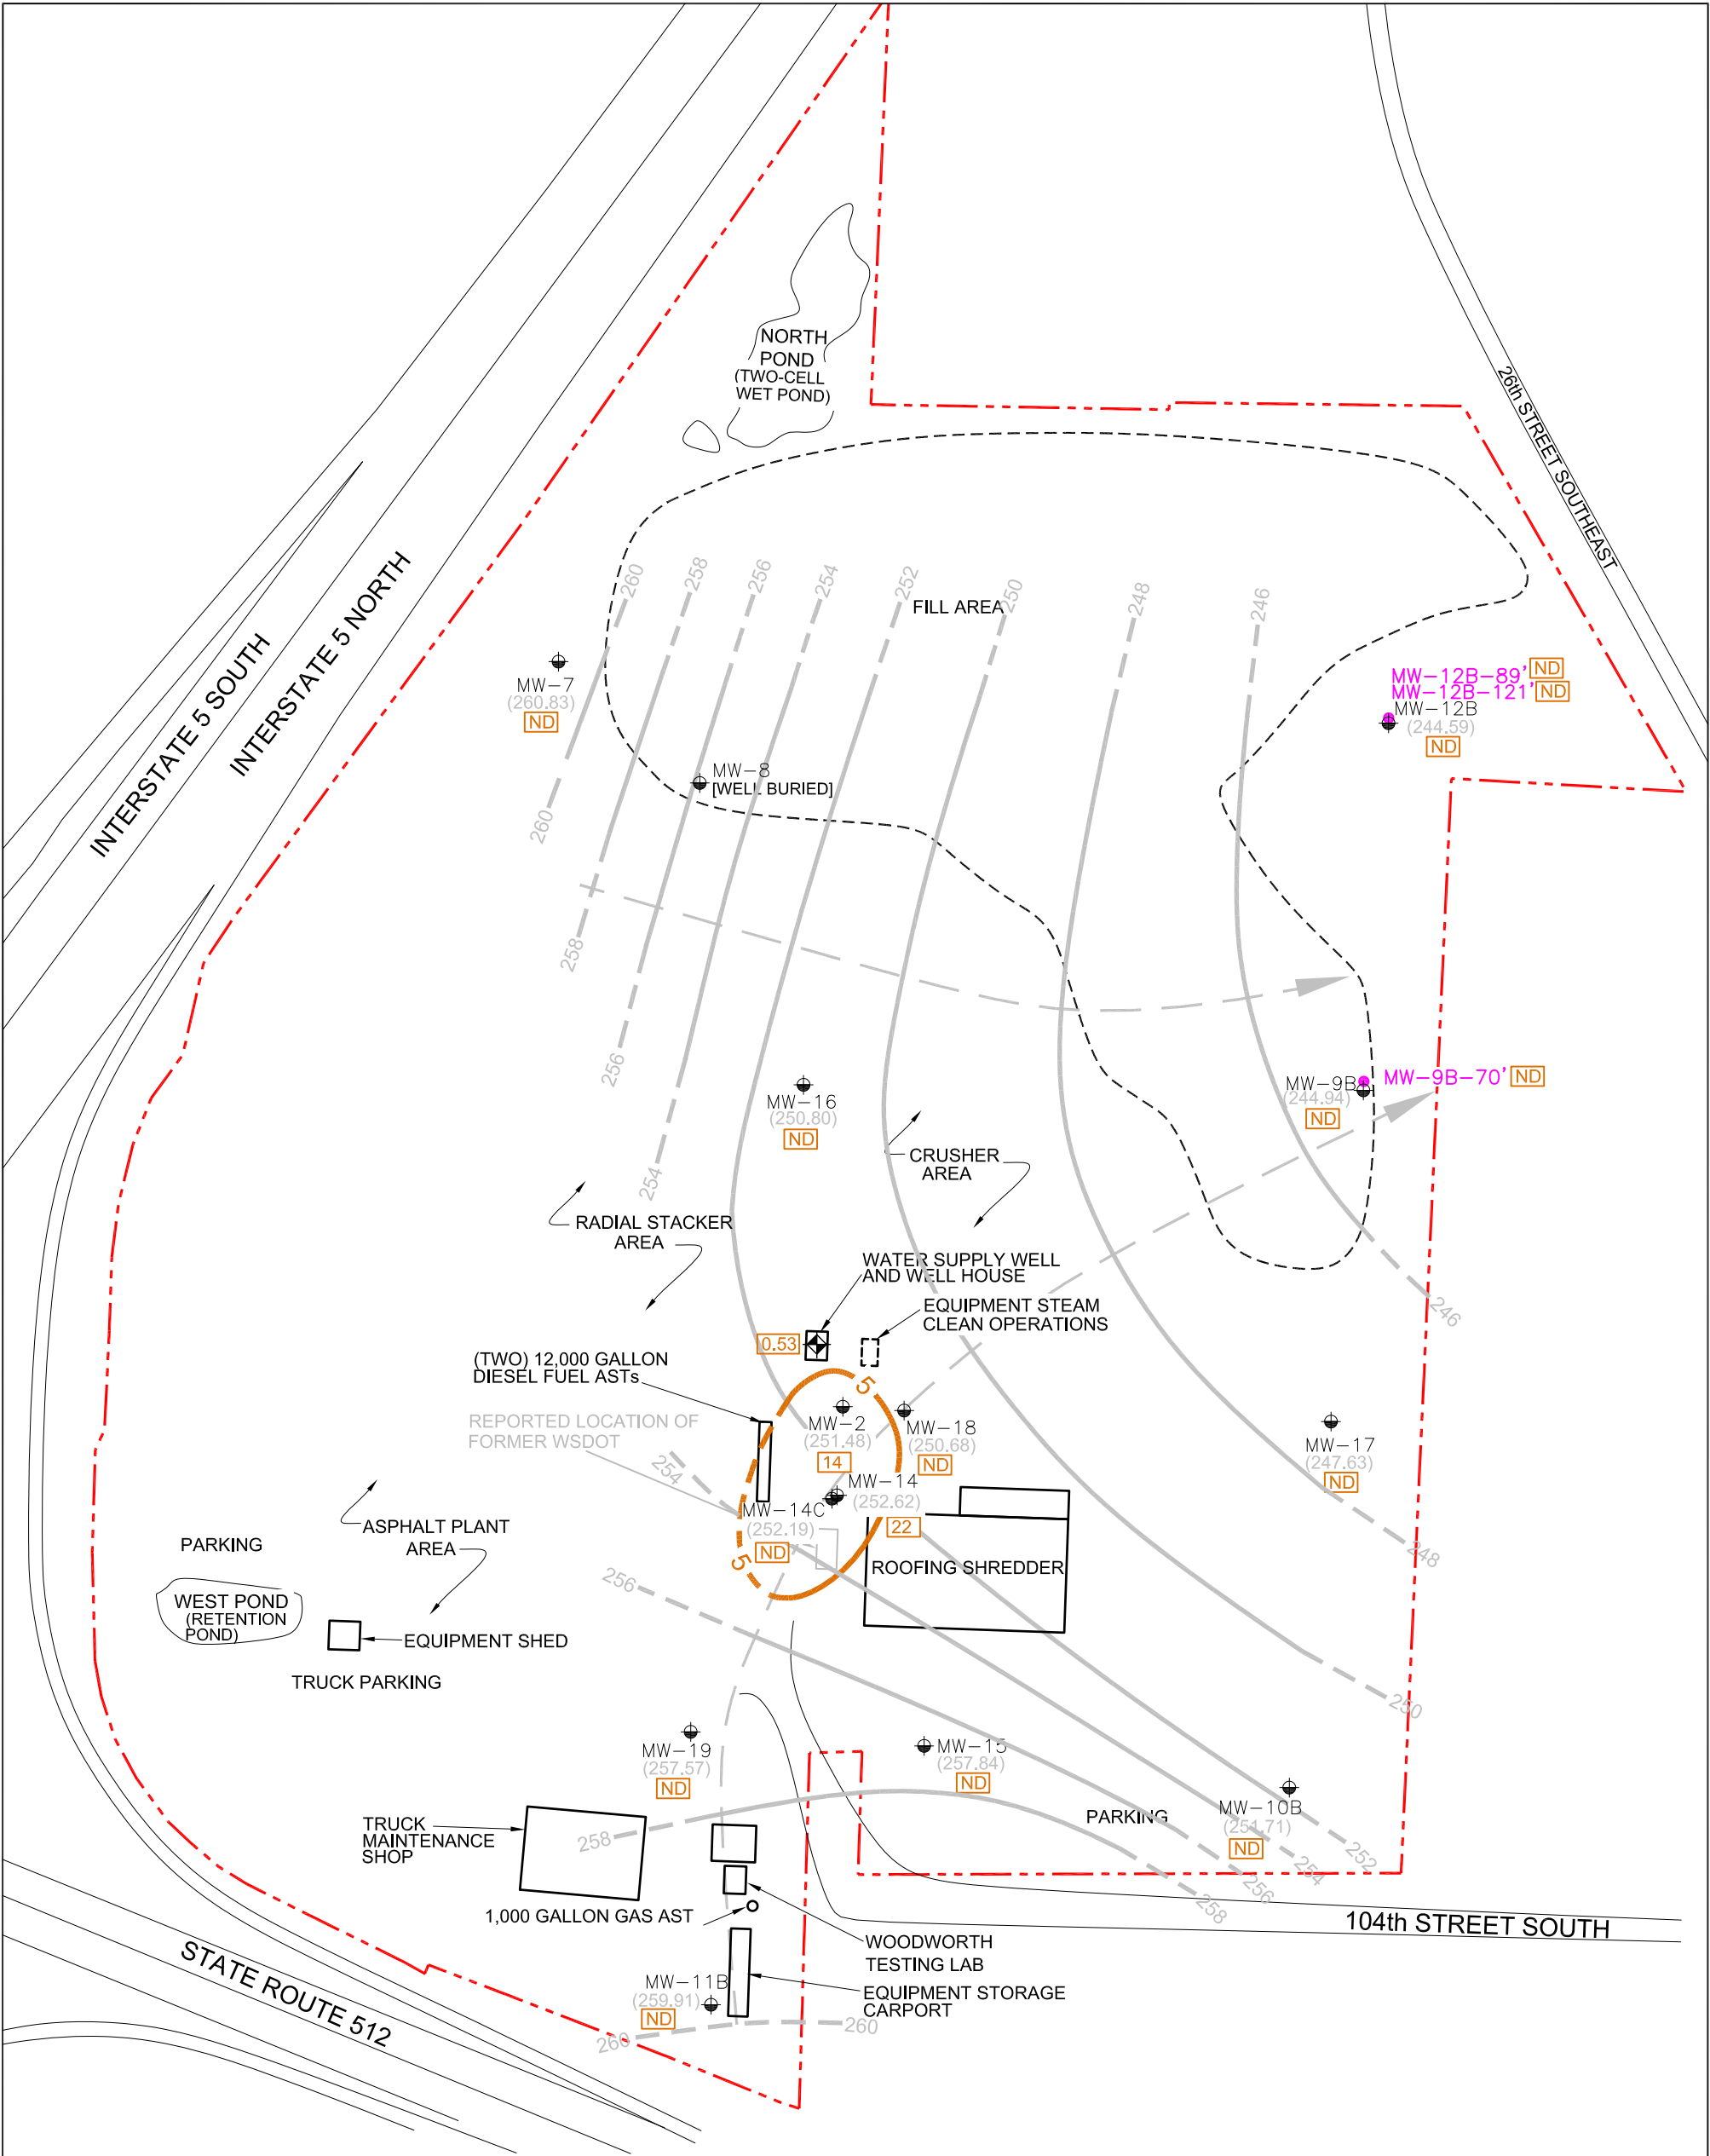 NORTH
POND
(TWO-CELL
WET POND)
26th STREET SOUTHEAST
INTERSTATE 5 SOUTH
INTERSTATE 5 NORTH
260
258
256
254
252
250
248
246
FILL AREA
MW-7
(260.83)
ND
MW-12B-89' ND
MW-12B-121' ND
MW-12B
(244.59)
ND
MW-8
[WELL BURIED]
260
258
256
254
MW-16
(250.80)
ND
MW-9B
(244.94)
ND
MW-9B-70' ND
CRUSHER
AREA
RADIAL STACKER
AREA
WATER SUPPLY WELL
AND WELL HOUSE
EQUIPMENT STEAM
CLEAN OPERATIONS
246
0.53
(TWO) 12,000 GALLON
DIESEL FUEL ASTs
REPORTED LOCATION OF
FORMER WSDOT
5
MW-2
(251.48)
14
MW-18
(250.68)
ND
MW-17
(247.63)
ND
254
MW-14
(252.62)
22
MW-14C
(252.19)
ND
5
ROOFING SHREDDER
248
ASPHALT PLANT
AREA
PARKING
WEST POND
(RETENTION
POND)
EQUIPMENT SHED
TRUCK PARKING
256
250
MW-19
(257.57)
ND
MW-15
(257.84)
ND
MW-10B
(251.71)
ND
PARKING
TRUCK
MAINTENANCE
SHOP
258
252
254
256
258
1,000 GALLON GAS AST
104th STREET SOUTH
WOODWORTH
TESTING LAB
EQUIPMENT STORAGE
CARPORT
STATE ROUTE 512
MW-11B
(259.91)
ND
260
260